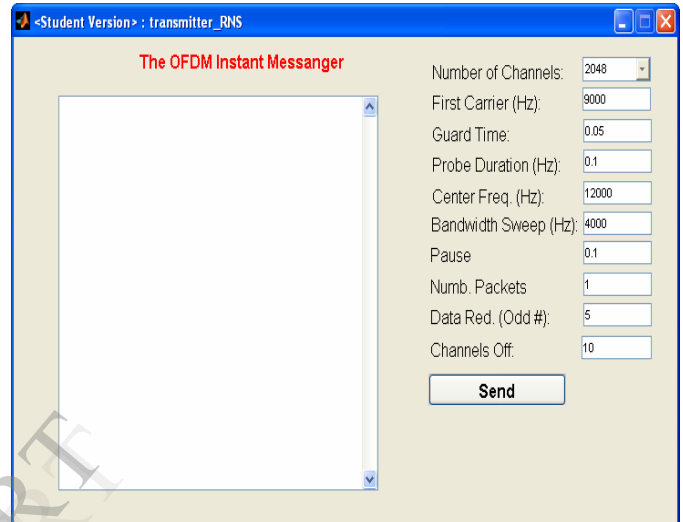 <Student Version> : transmitter_RNS
The OFDM Instant Messanger
Number of Channels: 2048
First Carrier (Hz): 9000
Guard Time: 0.05
Probe Duration (Hz): 0.1
Center Freq. (Hz): 12000
Bandwidth Sweep (Hz): 4000
Pause 0.1
Numb. Packets 1
Data Red. (Odd #): 5
Channels Off: 10
Send